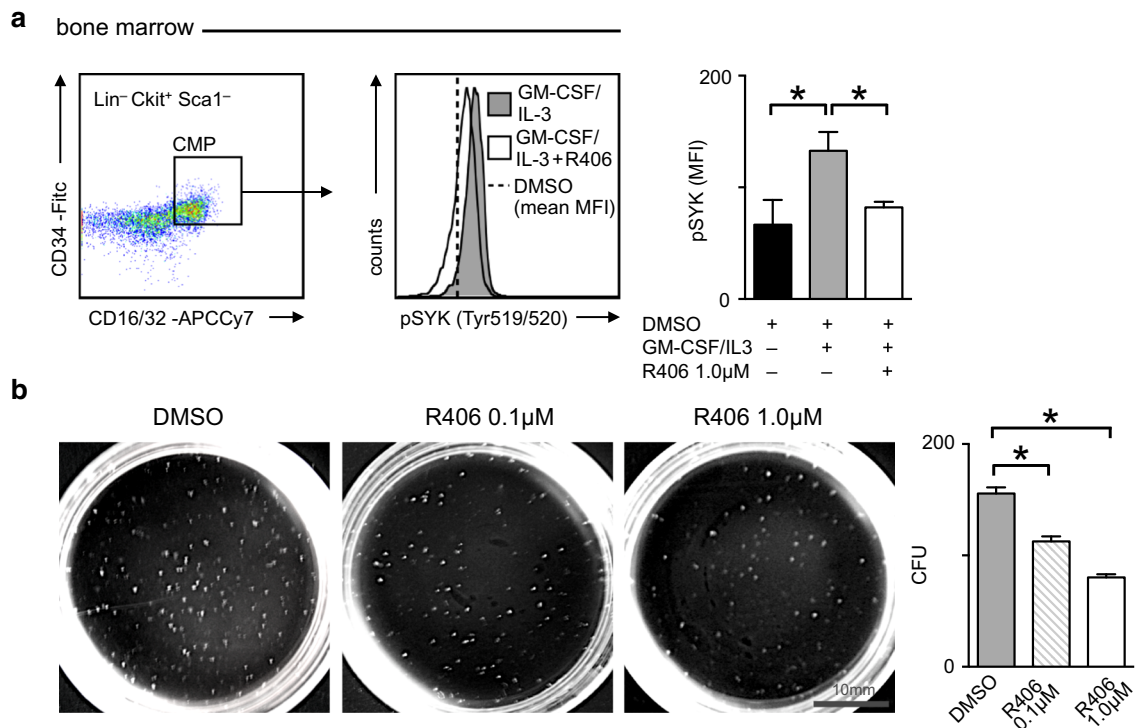 a
bone marrow
Lin– Ckit+ Sca1–
CMP
CD34 -Fitc
CD16/32 -APCCy7
GM-CSF/
IL-3
GM-CSF/
IL-3+R406
DMSO
(mean MFI)
counts
pSYK (Tyr519/520)
200
* *
pSYK (MFI)
0
DMSO + + +
GM-CSF/IL3 – + +
R406 1.0µM – – +
b
DMSO
R406 0.1µM
R406 1.0µM
10mm
200
*
*
CFU
0
DMSO
R406
0.1µM
R406
1.0µM